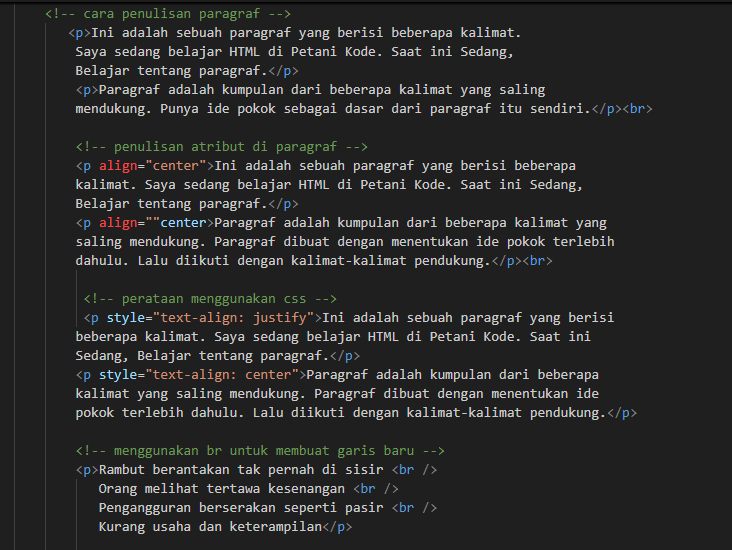 <!-- cara penulisan paragraf -->
<p>Ini adalah sebuah paragraf yang berisi beberapa kalimat.
Saya sedang belajar HTML di Petani Kode. Saat ini Sedang,
Belajar tentang paragraf.</p>
<p>Paragraf adalah kumpulan dari beberapa kalimat yang saling
mendukung. Punya ide pokok sebagai dasar dari paragraf itu sendiri.</p><br>
<!-- penulisan atribut di paragraf -->
<p align="center">Ini adalah sebuah paragraf yang berisi beberapa
kalimat. Saya sedang belajar HTML di Petani Kode. Saat ini Sedang,
Belajar tentang paragraf.</p>
<p align=""center>Paragraf adalah kumpulan dari beberapa kalimat yang
saling mendukung. Paragraf dibuat dengan menentukan ide pokok terlebih
dahulu. Lalu diikuti dengan kalimat-kalimat pendukung.</p><br>
<!-- perataan menggunakan css -->
<p style="text-align: justify">Ini adalah sebuah paragraf yang berisi
beberapa kalimat. Saya sedang belajar HTML di Petani Kode. Saat ini
Sedang, Belajar tentang paragraf.</p>
<p style="text-align: center">Paragraf adalah kumpulan dari beberapa
kalimat yang saling mendukung. Paragraf dibuat dengan menentukan ide
pokok terlebih dahulu. Lalu diikuti dengan kalimat-kalimat pendukung.</p>
<!-- menggunakan br untuk membuat garis baru -->
<p>Rambut berantakan tak pernah di sisir <br />
Orang melihat tertawa kesenangan <br />
Pengangguran berserakan seperti pasir <br />
Kurang usaha dan keterampilan</p>